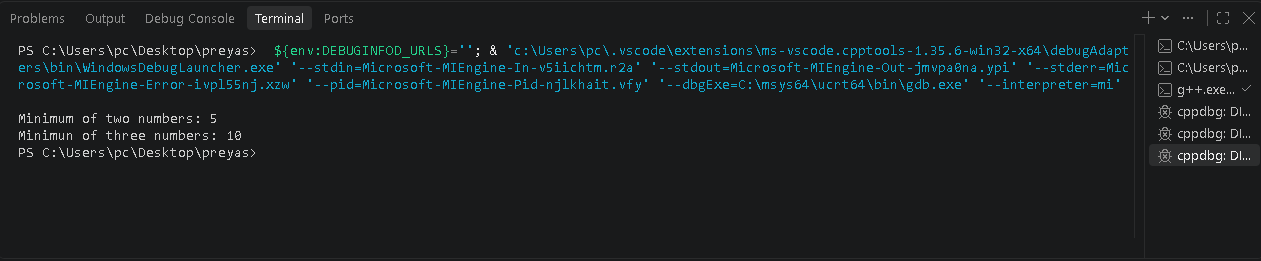 Problems Output Debug Console Terminal Ports
PS C:\Users\pc\Desktop\preyas>  ${env:DEBUGINFOD_URLS}=''; & 'c:\Users\pc\.vscode\extensions\ms-vscode.cpptools-1.35.6-win32-x64\debugAdap
ters\bin\WindowsDebugLauncher.exe' '--stdin=Microsoft-MIEngine-In-v5iichtm.r2a' '--stdout=Microsoft-MIEngine-Out-jmvpa0na.ypi' '--stderr=Mic
rosoft-MIEngine-Error-ivpl55nj.xzw' '--pid=Microsoft-MIEngine-Pid-njlkhait.vfy' '--dbgExe=C:\msys64\ucrt64\bin\gdb.exe' '--interpreter=mi'
Minimum of two numbers: 5
Minimun of three numbers: 10
PS C:\Users\pc\Desktop\preyas>
C:\Users\p...
C:\Users\p...
g++.exe...
cppdbg: DI...
cppdbg: DI...
cppdbg: DI...